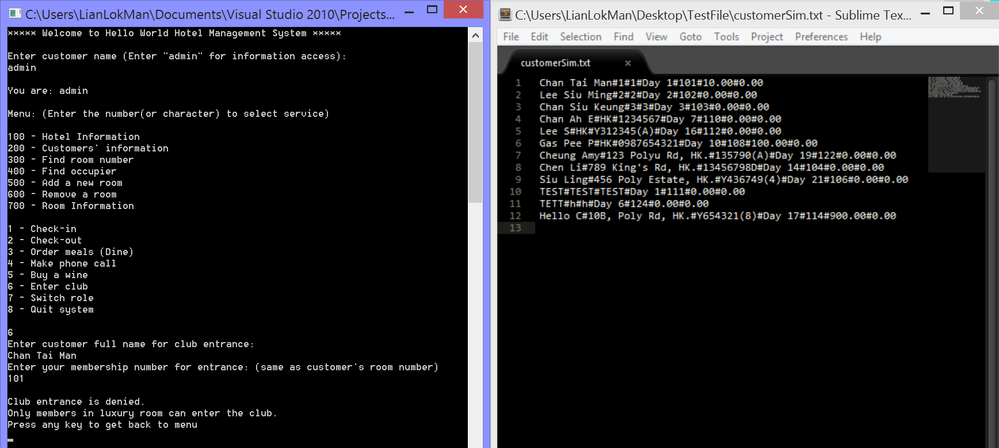 C:\Users\LianLokMan\Documents\Visual Studio 2010\Projects...
***** Welcome to Hello World Hotel Management System *****
Enter customer name (Enter "admin" for information access):
admin
You are: admin
Menu: (Enter the number(or character) to select service)
100 - Hotel Information
200 - Customers' information
300 - Find room number
400 - Find occupier
500 - Add a new room
600 - Remove a room
700 - Room Information
1 - Check-in
2 - Check-out
3 - Order meals (Dine)
4 - Make phone call
5 - Buy a wine
6 - Enter club
7 - Switch role
8 - Quit system
6
Enter customer full name for club entrance:
Chan Tai Man
Enter your membership number for entrance: (same as customer's room number)
101
Club entrance is denied.
Only members in luxury room can enter the club.
Press any key to get back to menu
C:\Users\LianLokMan\Desktop\TestFile\customerSim.txt - Sublime Tex...
File Edit Selection Find View Goto Tools Project Preferences Help
customerSim.txt
1 Chan Tai Man#1#1#Day 1#101#10.00#0.00
2 Lee Siu Ming#2#2#Day 2#102#0.00#0.00
3 Chan Siu Keung#3#3#Day 3#103#0.00#0.00
4 Chan Ah E#HK#1234567#Day 7#110#0.00#0.00
5 Lee S#HK#Y312345(A)#Day 16#112#0.00#0.00
6 Gas Pee P#HK#0987654321#Day 10#108#100.00#0.00
7 Cheung Amy#123 Polyu Rd, HK.#135790(A)#Day 19#122#0.00#0.00
8 Chen Li#789 King's Rd, HK.#13456798D#Day 14#104#0.00#0.00
9 Siu Ling#456 Poly Estate, HK.#Y436749(4)#Day 21#106#0.00#0.00
10 TEST#TEST#TEST#Day 1#111#0.00#0.00
11 TETT#h#h#Day 6#124#0.00#0.00
12 Hello C#10B, Poly Rd, HK.#Y654321(8)#Day 17#114#900.00#0.00
13